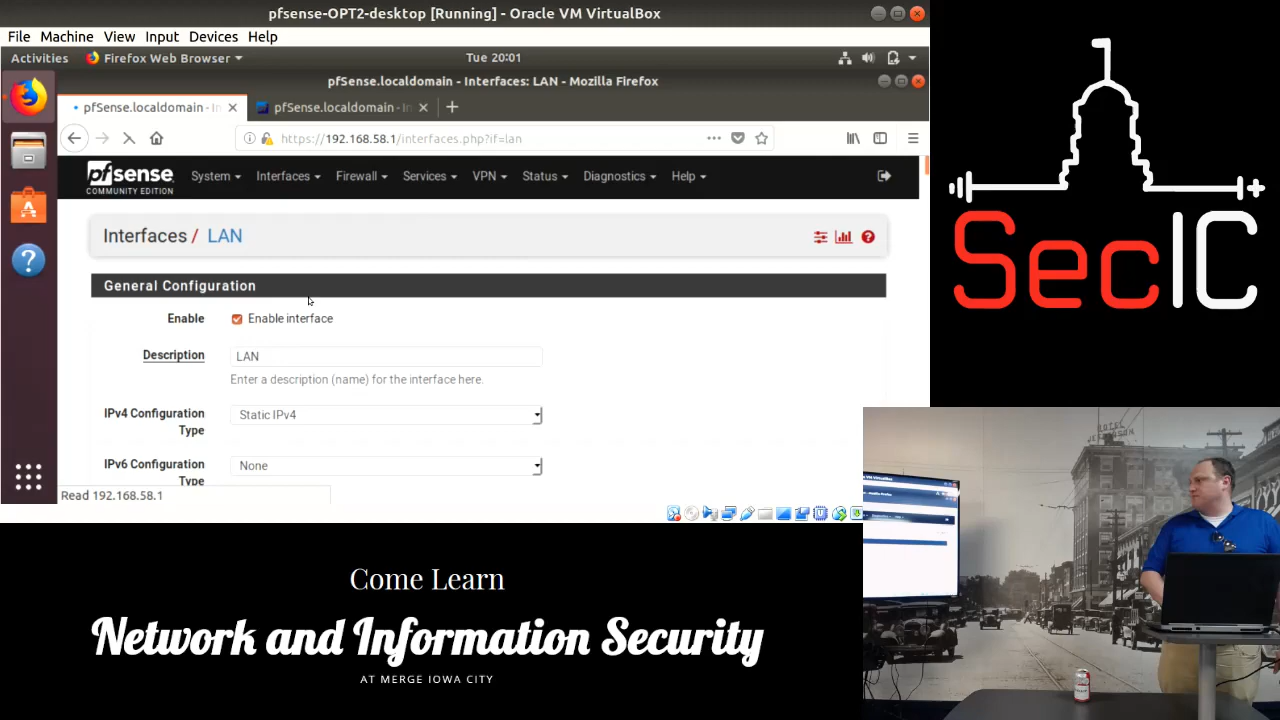 pfsense-OPT2-desktop [Running] - Oracle VM VirtualBox
File Machine View Input Devices Help
Activities Firefox Web Browser Tue 20:01
pfSense.localdomain - Interfaces: LAN - Mozilla Firefox
pfSense.localdomain - In pfSense.localdomain - In
https://192.168.58.1/interfaces.php?if=lan
pfsense
COMMUNITY EDITION
System Interfaces Firewall Services VPN Status Diagnostics Help
Interfaces / LAN
General Configuration
Enable Enable interface
Description LAN
Enter a description (name) for the interface here.
IPv4 Configuration Type Static IPv4
IPv6 Configuration Type None
Read 192.168.58.1
SecIC
HOTEL
JEFFERSON
Come Learn
Network and Information Security
AT MERGE IOWA CITY